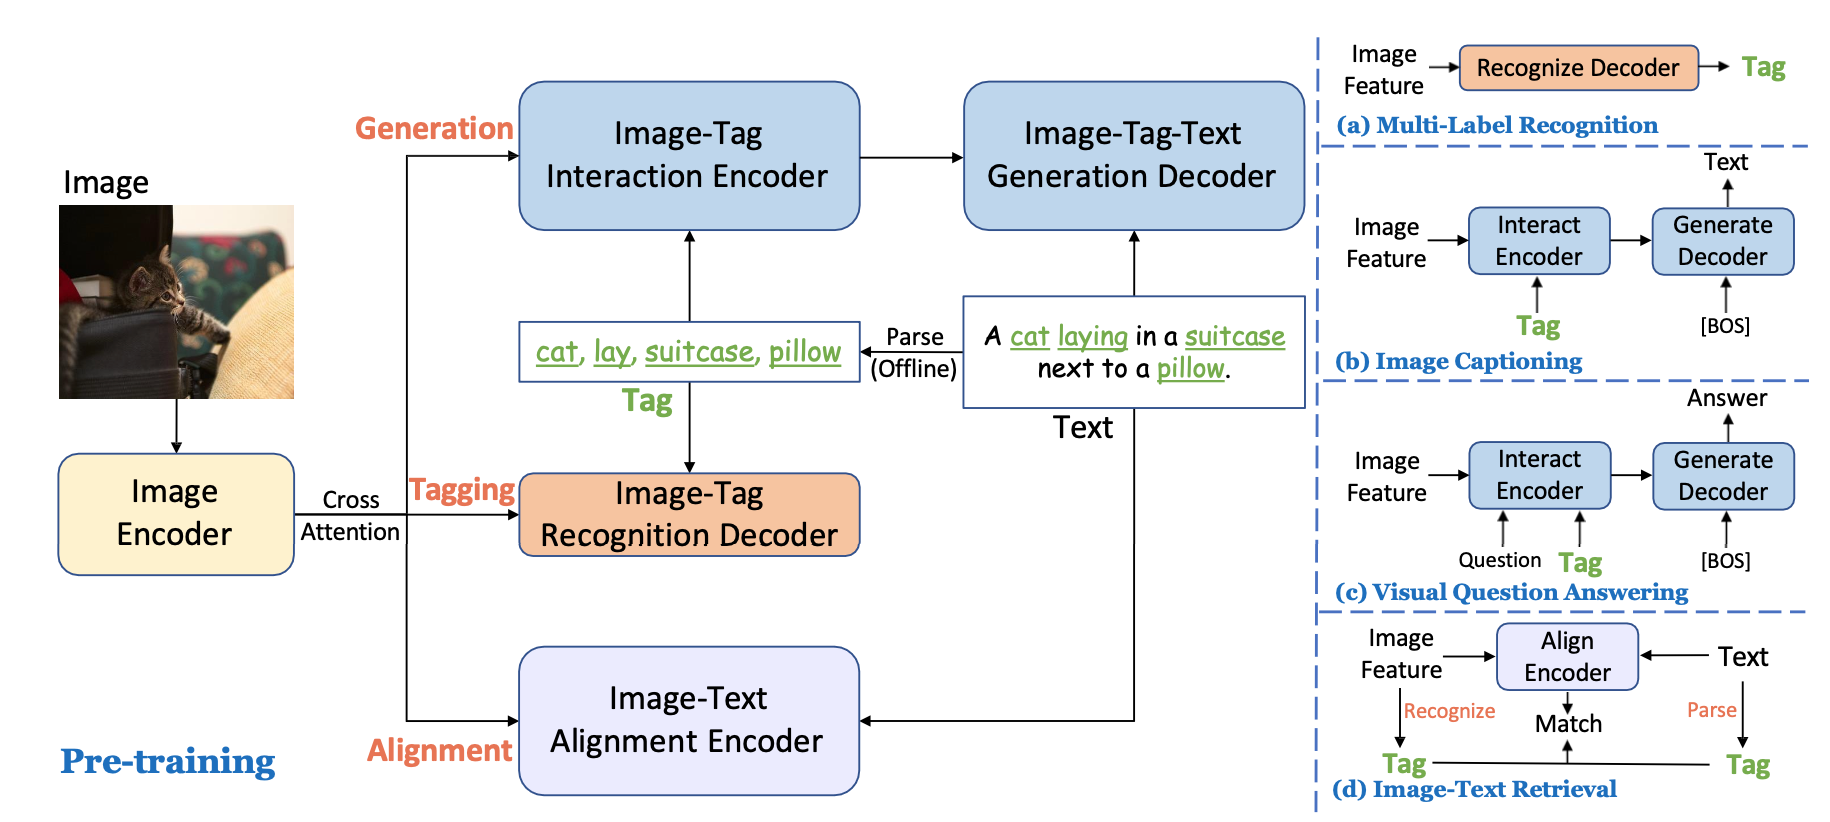 Image
Image
Encoder
Cross
Attention
Generation
Tagging
Alignment
Pre-training
Image-Tag
Interaction Encoder
Image-Tag-Text
Generation Decoder
cat, lay, suitcase, pillow
Tag
Parse
(Offline)
A cat laying in a suitcase
next to a pillow.
Text
Image-Tag
Recognition Decoder
Image-Text
Alignment Encoder
Image
Feature
Recognize Decoder
Tag
(a) Multi-Label Recognition
Text
Image
Feature
Interact
Encoder
Generate
Decoder
Tag
[BOS]
(b) Image Captioning
Answer
Image
Feature
Interact
Encoder
Generate
Decoder
Question
Tag
[BOS]
(c) Visual Question Answering
Image
Feature
Align
Encoder
Text
Recognize
Match
Parse
Tag
Tag
(d) Image-Text Retrieval